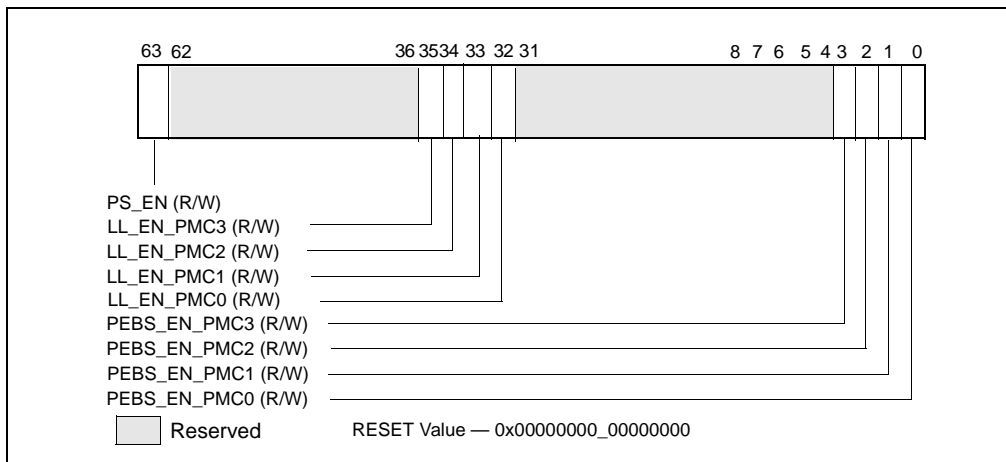 63 62 36 35 34 33 32 31 8 7 6 5 4 3 2 1 0
PS_EN (R/W)
LL_EN_PMC3 (R/W)
LL_EN_PMC2 (R/W)
LL_EN_PMC1 (R/W)
LL_EN_PMC0 (R/W)
PEBS_EN_PMC3 (R/W)
PEBS_EN_PMC2 (R/W)
PEBS_EN_PMC1 (R/W)
PEBS_EN_PMC0 (R/W)
Reserved RESET Value — 0x00000000_00000000